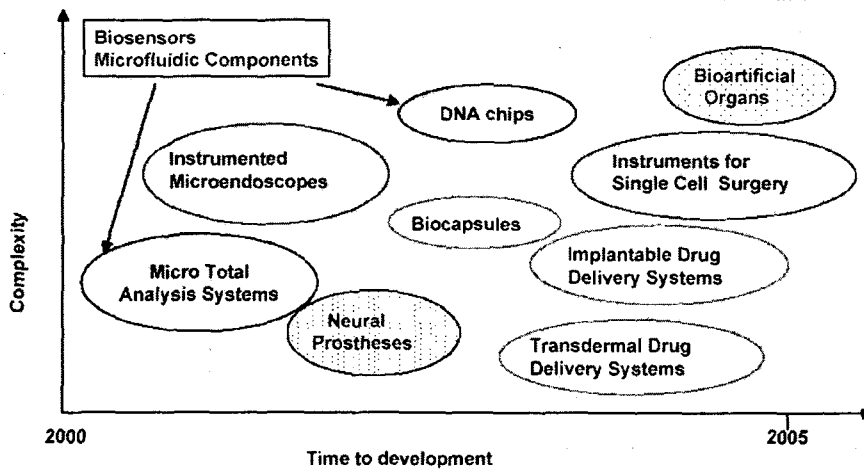 Biosensors
Microfluidic Components
Bioartificial
Organs
DNA chips
Instrumented
Microendoscopes
Instruments for
Single Cell Surgery
Biocapsules
Complexity
Micro Total
Analysis Systems
Implantable Drug
Delivery Systems
Neural
Prostheses
Transdermal Drug
Delivery Systems
2000
2005
Time to development